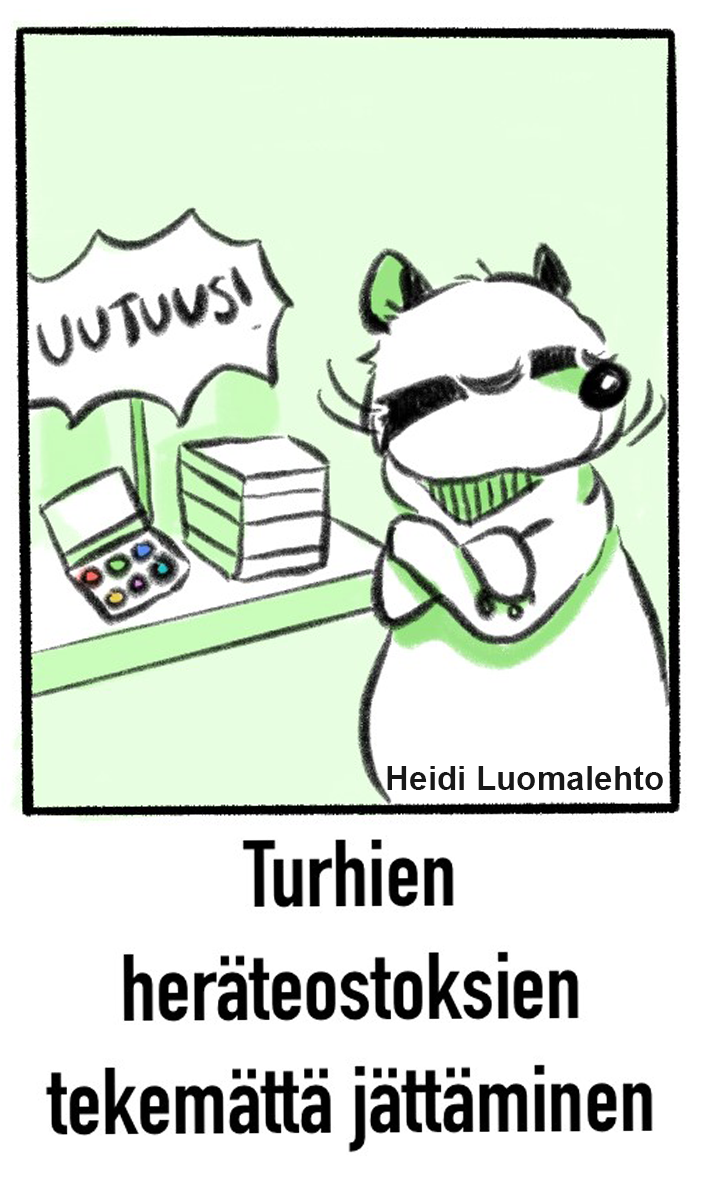 UUTUUS!
Heidi Luomalehto
Turhien
heräteostoksien
tekemättä jättäminen